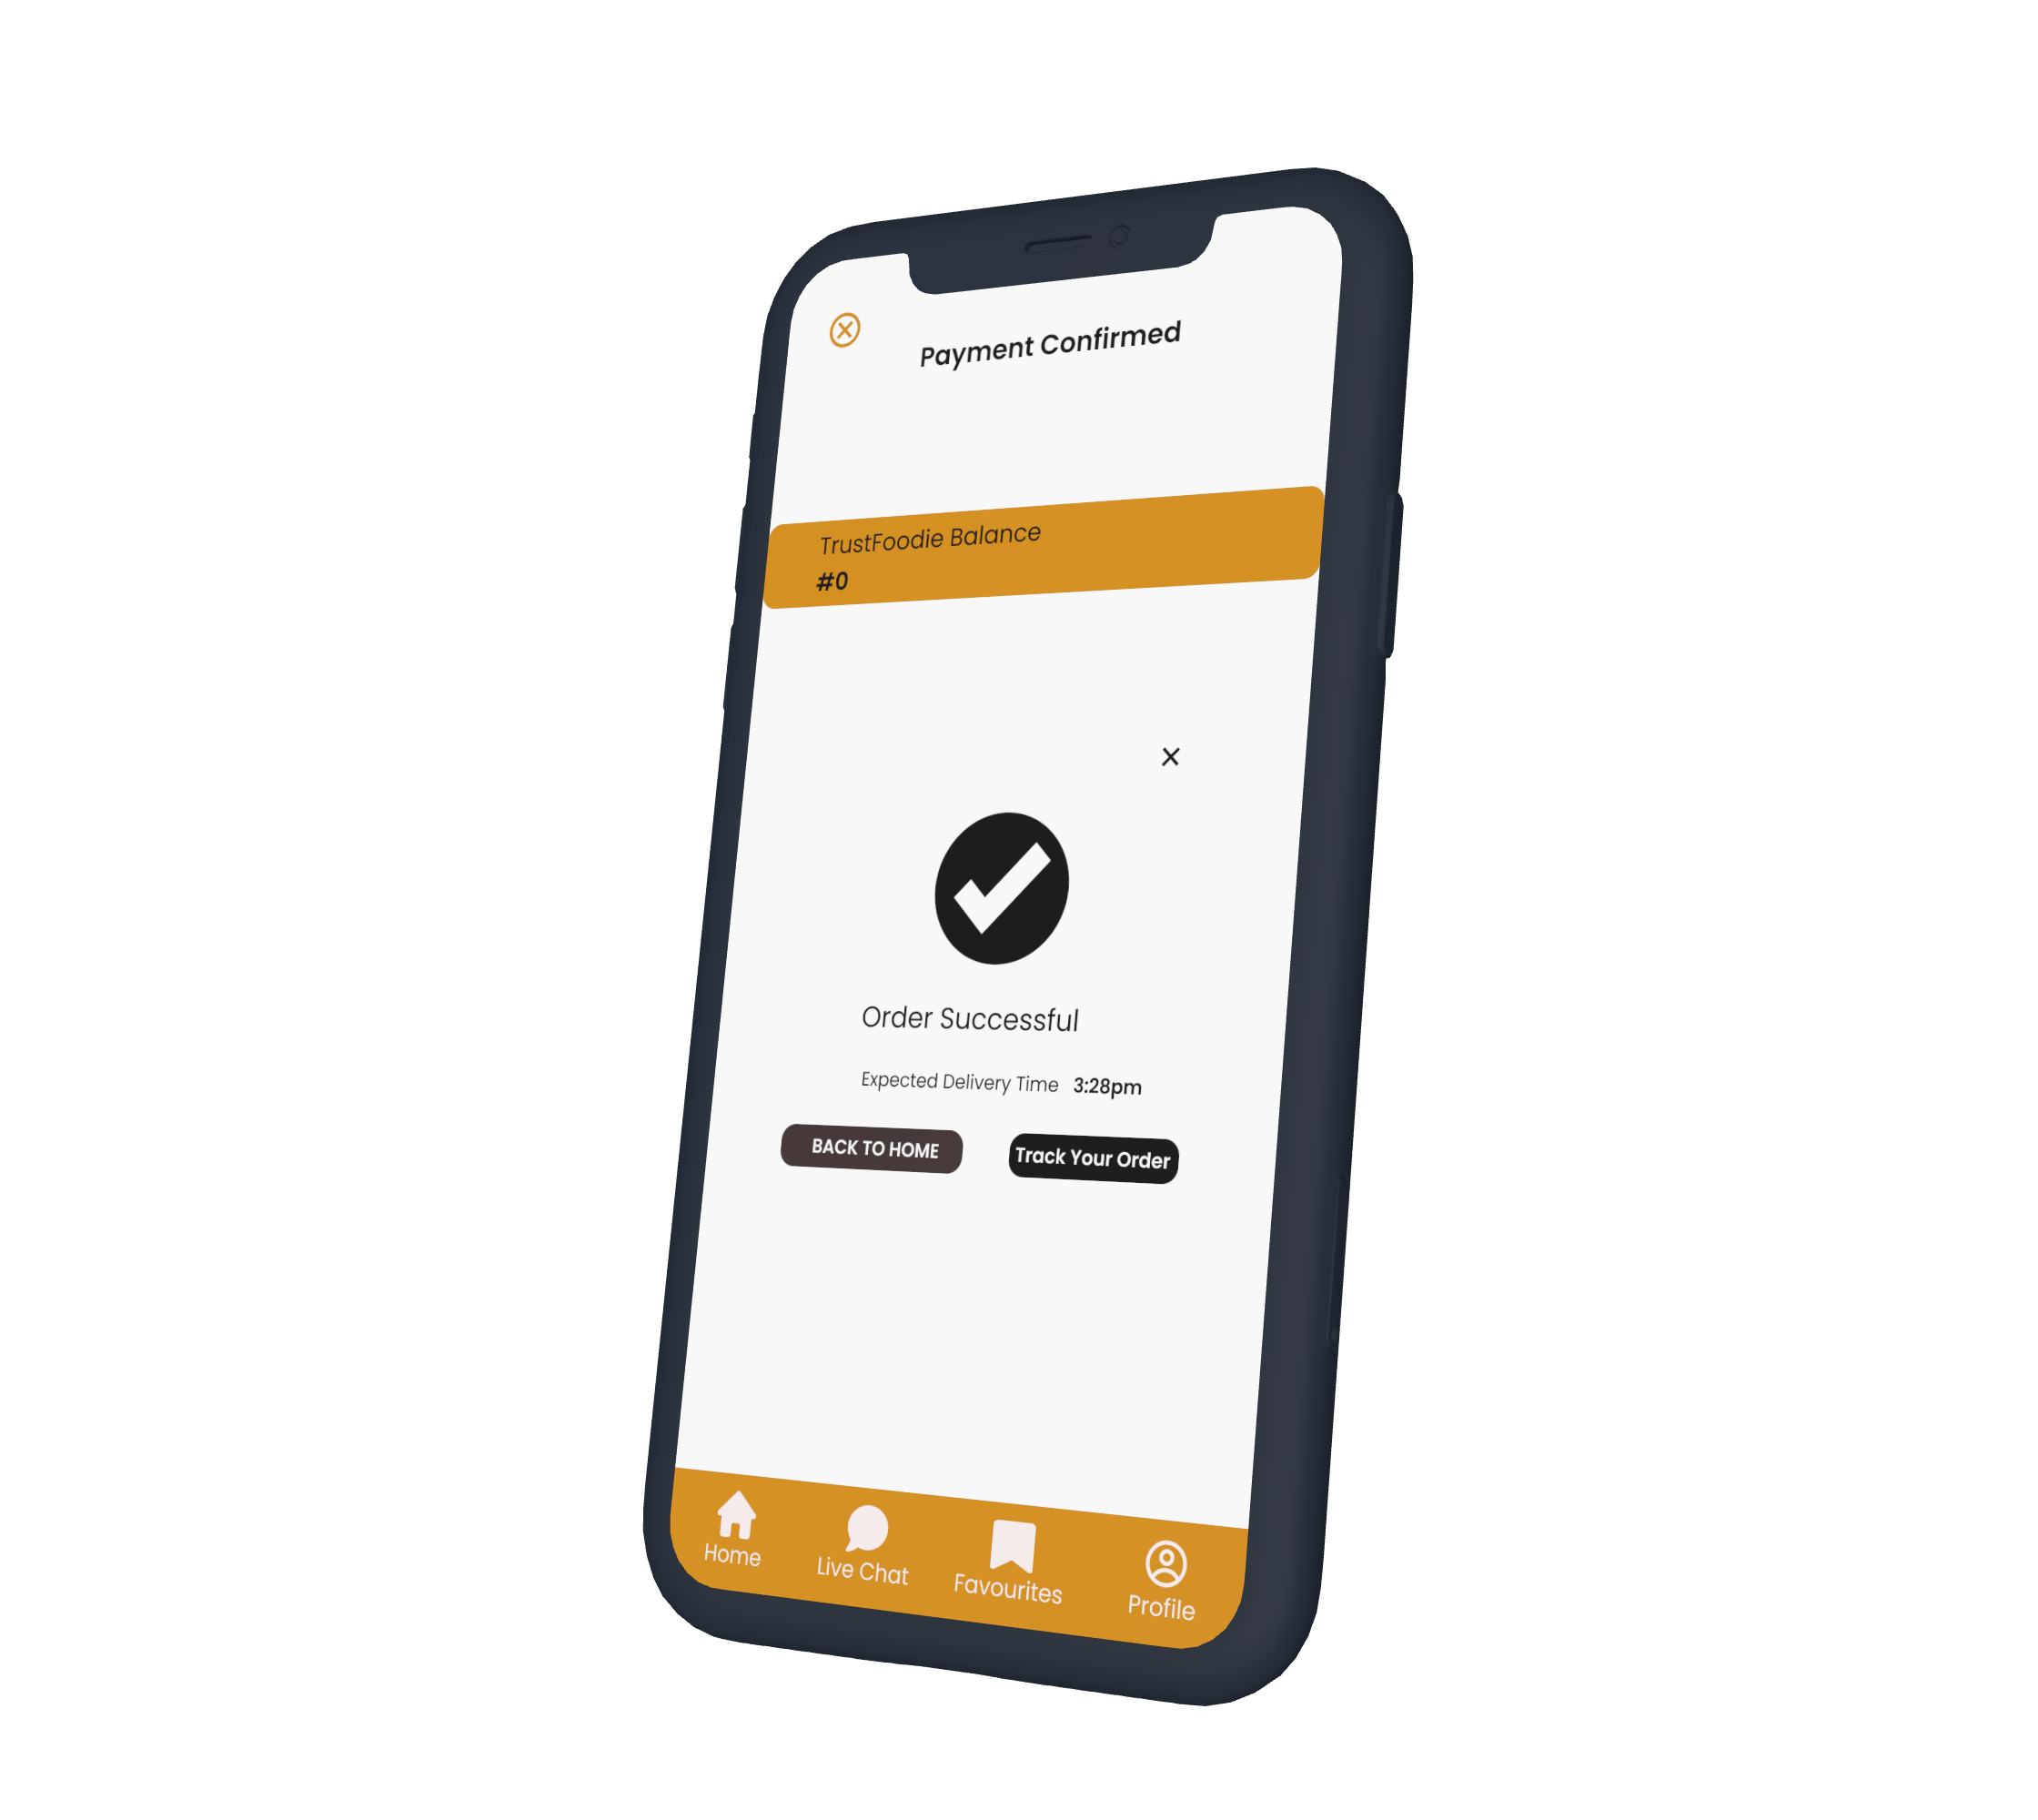 Payment Confirmed
TrustFoodie Balance
#0
Order Successful
Expected Delivery Time 3:28pm
BACK TO HOME Track Your Order
Home Live Chat Favourites Profile